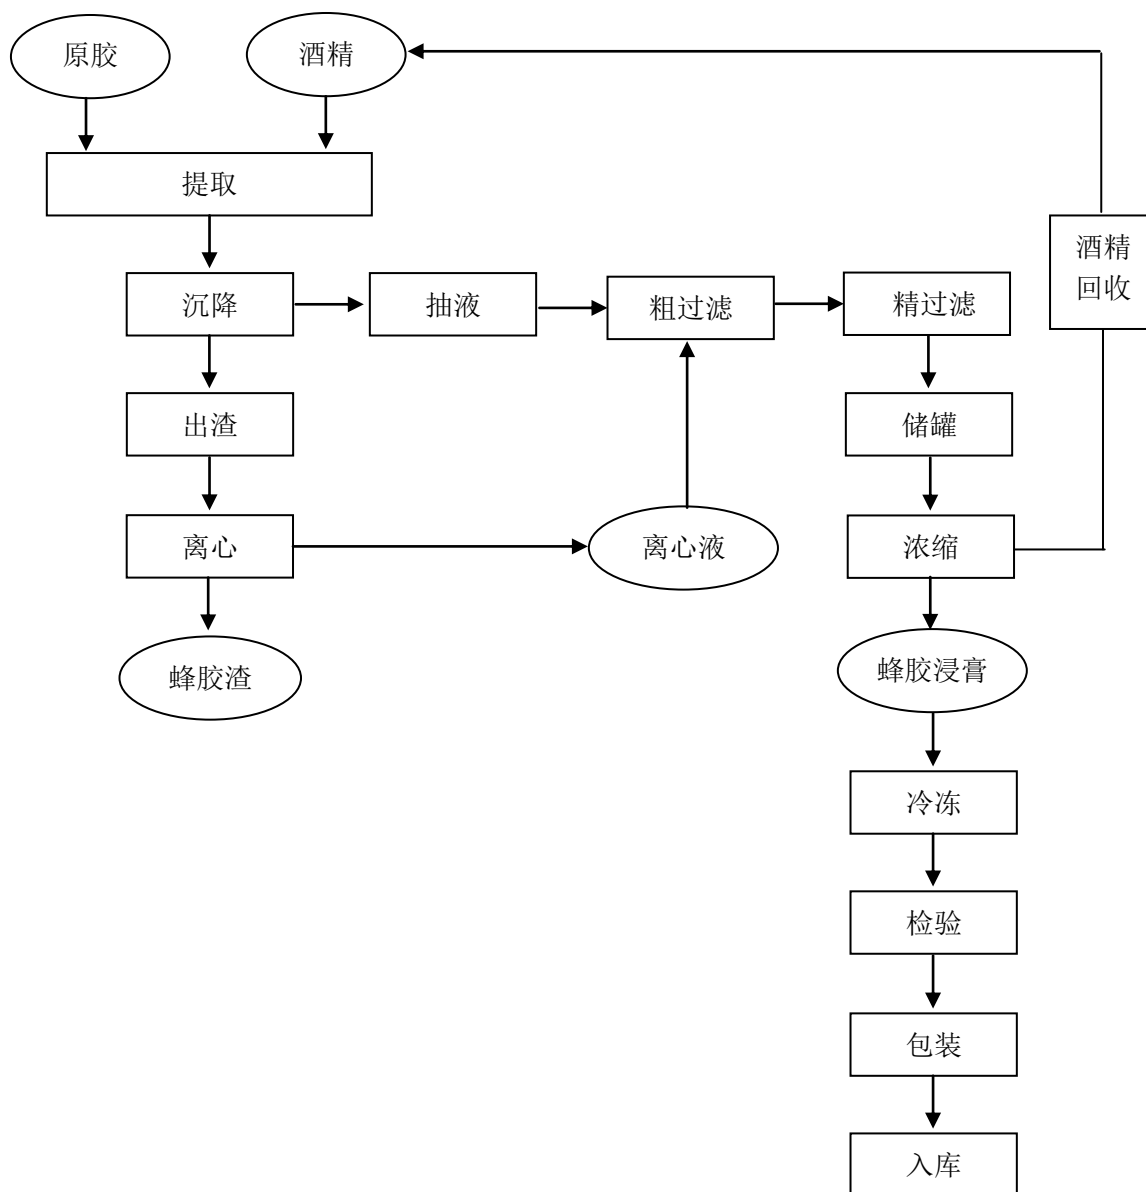 原胶
酒精
提取
酒精
回收
沉降
抽液
粗过滤
精过滤
出渣
储罐
离心
离心液
浓缩
蜂胶渣
蜂胶浸膏
冷冻
检验
包装
入库